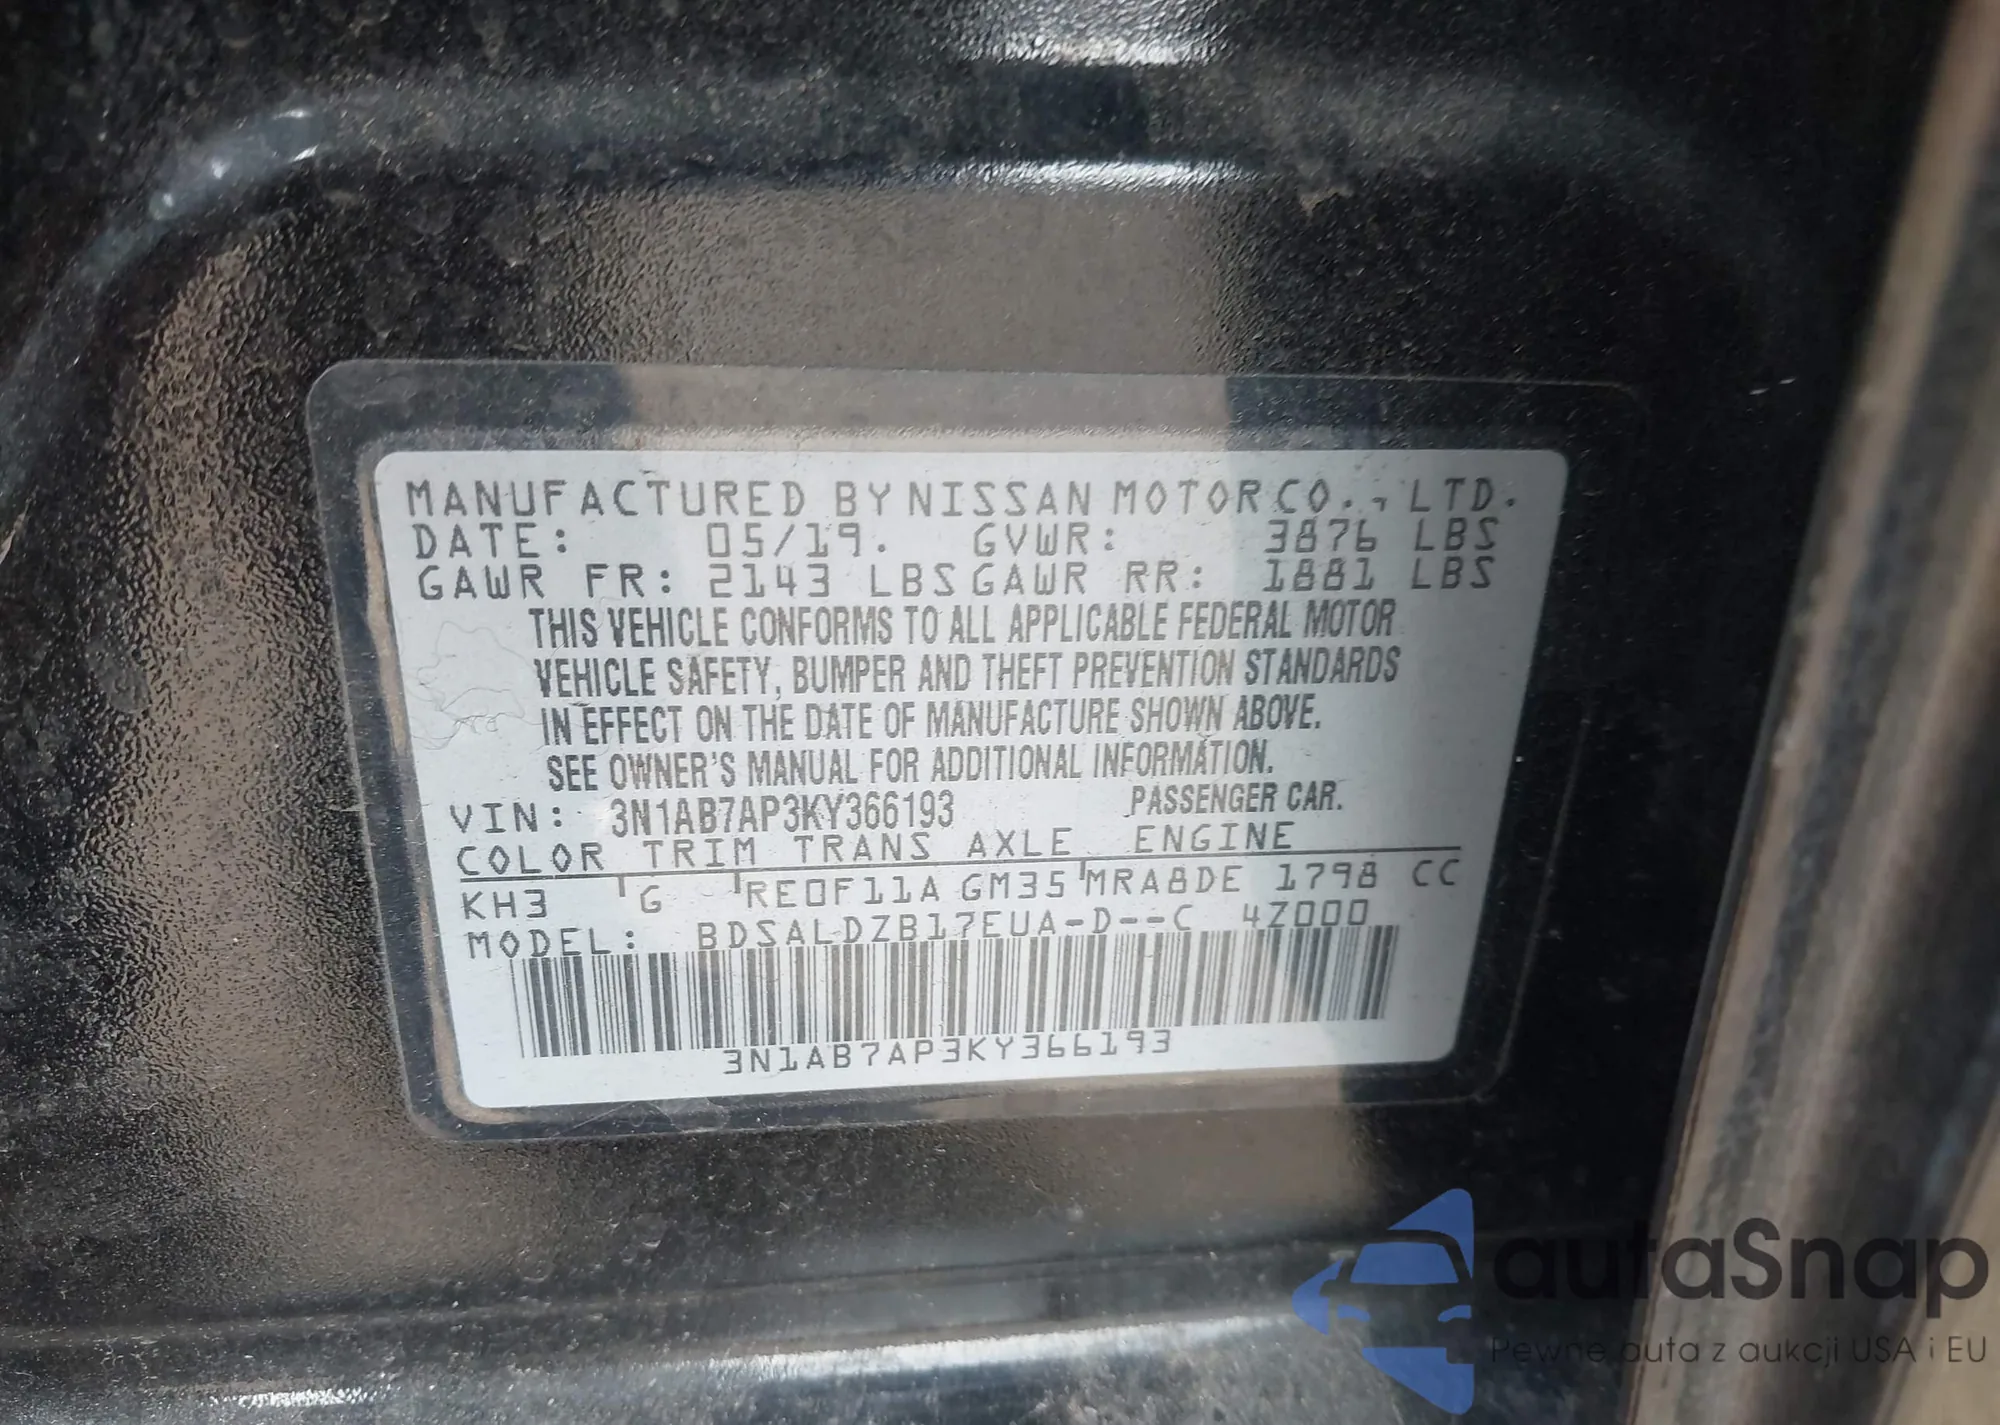 MANUFACTURED BY NISSAN MOTOR CO., LTD.
DATE: 05/19. GVWR: 3876 LBS
GAWR FR: 2143 LBS GAWR RR: 1881 LBS
THIS VEHICLE CONFORMS TO ALL APPLICABLE FEDERAL MOTOR
VEHICLE SAFETY, BUMPER AND THEFT PREVENTION STANDARDS
IN EFFECT ON THE DATE OF MANUFACTURE SHOWN ABOVE.
SEE OWNER'S MANUAL FOR ADDITIONAL INFORMATION.
VIN: 3N1AB7AP3KY366193 PASSENGER CAR.
COLOR TRIM TRANS AXLE ENGINE
KH3 G RE0F11A GM35 MRA8DE 1798 CC
MODEL: BDSALDZB17EUA-D--C 4Z000
3N1AB7AP3KY366193
autaSnap
Pewne auta z aukcji USA i EU